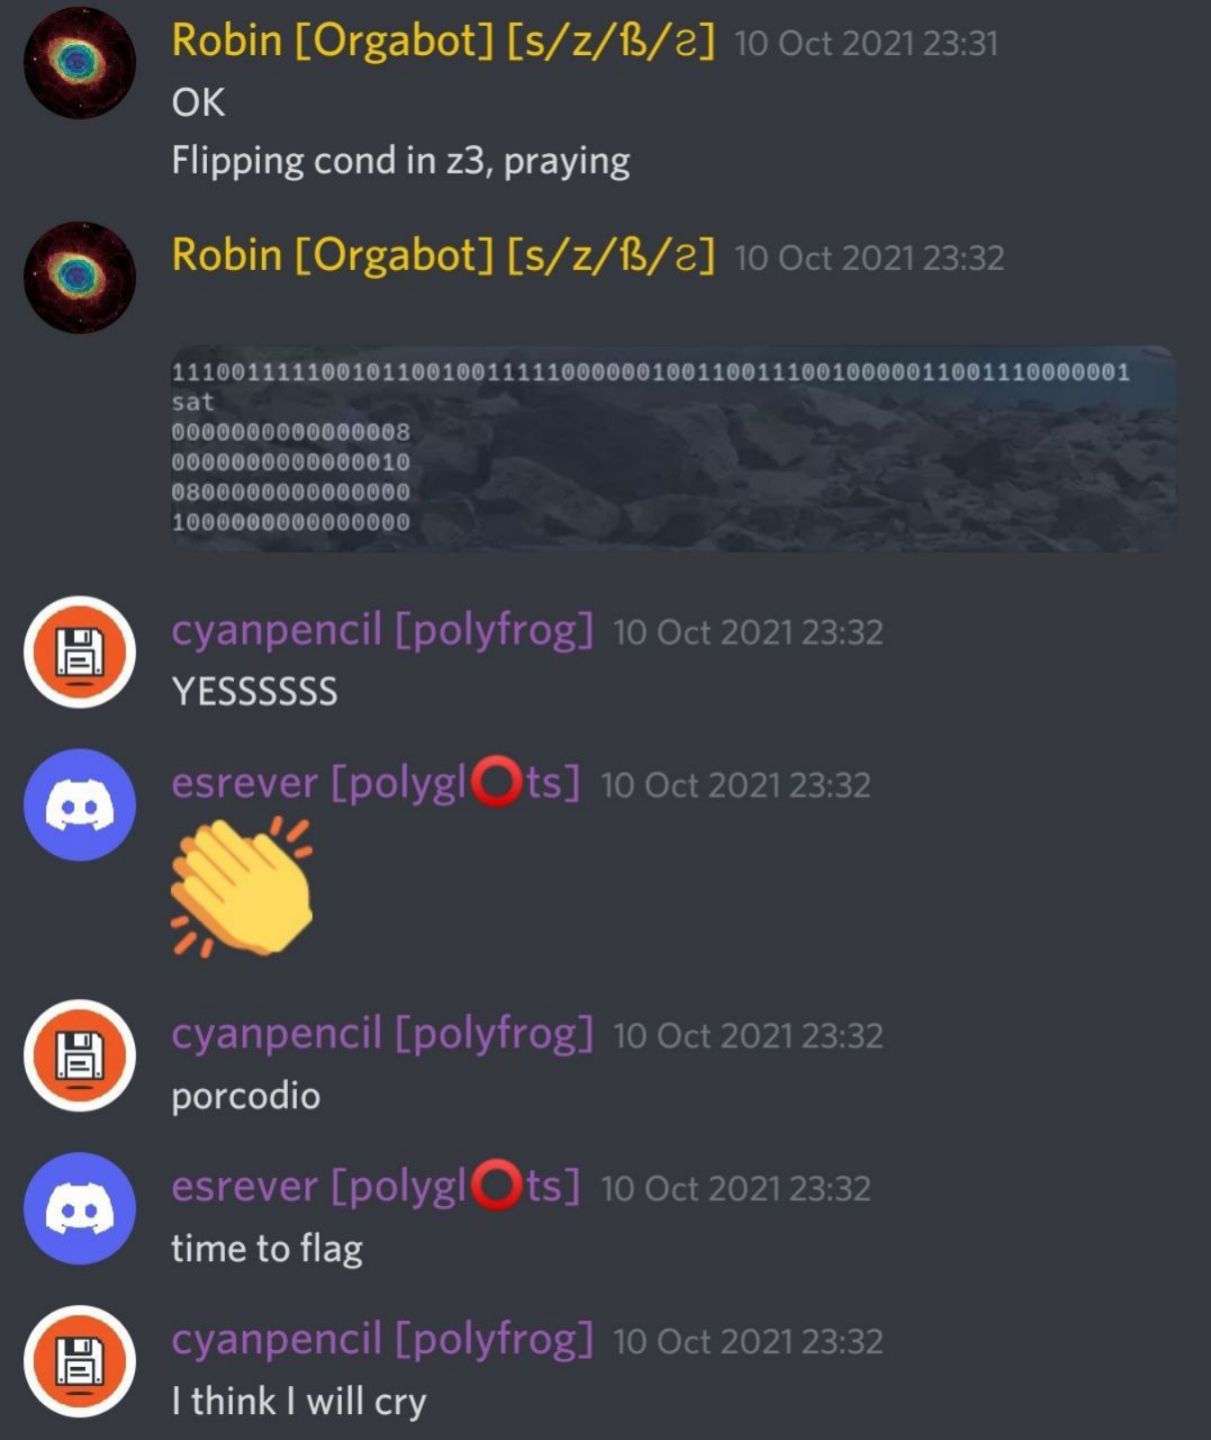 Robin [Orgabot] [s/z/ß/ƨ] 10 Oct 2021 23:31
OK
Flipping cond in z3, praying
Robin [Orgabot] [s/z/ß/ƨ] 10 Oct 2021 23:32
1110011111001011001001111100000010011001110010000011001110000001
sat
0000000000000008
0000000000000010
0800000000000000
1000000000000000
cyanpencil [polyfrog] 10 Oct 2021 23:32
YESSSSSS
esrever [polygl⭕ts] 10 Oct 2021 23:32
cyanpencil [polyfrog] 10 Oct 2021 23:32
porcodio
esrever [polygl⭕ts] 10 Oct 2021 23:32
time to flag
cyanpencil [polyfrog] 10 Oct 2021 23:32
I think I will cry